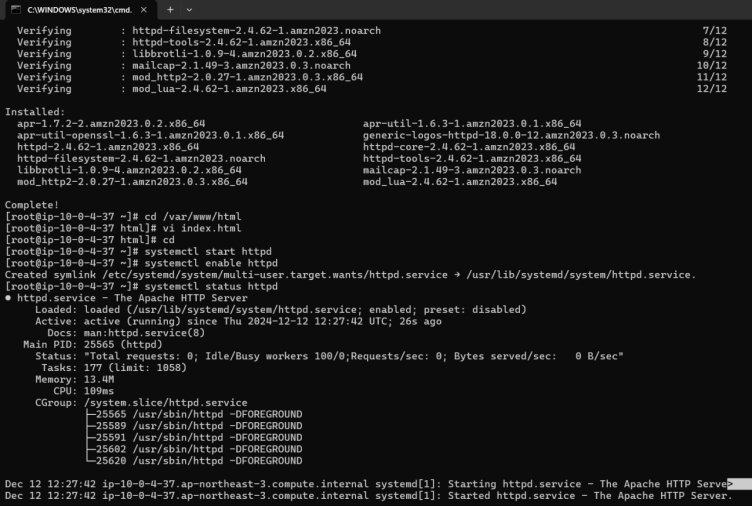 C:\WINDOWS\system32\cmd.
Verifying : httpd-filesystem-2.4.62-1.amzn2023.noarch 7/12
Verifying : httpd-tools-2.4.62-1.amzn2023.x86_64 8/12
Verifying : libbrotli-1.0.9-4.amzn2023.0.2.x86_64 9/12
Verifying : mailcap-2.1.49-3.amzn2023.0.3.noarch 10/12
Verifying : mod_http2-2.0.27-1.amzn2023.0.3.x86_64 11/12
Verifying : mod_lua-2.4.62-1.amzn2023.x86_64 12/12
Installed:
apr-1.7.2-2.amzn2023.0.2.x86_64 apr-util-1.6.3-1.amzn2023.0.1.x86_64
apr-util-openssl-1.6.3-1.amzn2023.0.1.x86_64 generic-logos-httpd-18.0.0-12.amzn2023.0.3.noarch
httpd-2.4.62-1.amzn2023.x86_64 httpd-core-2.4.62-1.amzn2023.x86_64
httpd-filesystem-2.4.62-1.amzn2023.noarch httpd-tools-2.4.62-1.amzn2023.x86_64
libbrotli-1.0.9-4.amzn2023.0.2.x86_64 mailcap-2.1.49-3.amzn2023.0.3.noarch
mod_http2-2.0.27-1.amzn2023.0.3.x86_64 mod_lua-2.4.62-1.amzn2023.x86_64
Complete!
[root@ip-10-0-4-37 ~]# cd /var/www/html
[root@ip-10-0-4-37 html]# vi index.html
[root@ip-10-0-4-37 html]# cd
[root@ip-10-0-4-37 ~]# systemctl start httpd
[root@ip-10-0-4-37 ~]# systemctl enable httpd
Created symlink /etc/systemd/system/multi-user.target.wants/httpd.service → /usr/lib/systemd/system/httpd.service.
[root@ip-10-0-4-37 ~]# systemctl status httpd
● httpd.service - The Apache HTTP Server
Loaded: loaded (/usr/lib/systemd/system/httpd.service; enabled; preset: disabled)
Active: active (running) since Thu 2024-12-12 12:27:42 UTC; 26s ago
Docs: man:httpd.service(8)
Main PID: 25565 (httpd)
Status: "Total requests: 0; Idle/Busy workers 100/0;Requests/sec: 0; Bytes served/sec: 0 B/sec"
Tasks: 177 (limit: 1058)
Memory: 13.4M
CPU: 109ms
CGroup: /system.slice/httpd.service
├─25565 /usr/sbin/httpd -DFOREGROUND
├─25589 /usr/sbin/httpd -DFOREGROUND
├─25591 /usr/sbin/httpd -DFOREGROUND
├─25602 /usr/sbin/httpd -DFOREGROUND
└─25620 /usr/sbin/httpd -DFOREGROUND
Dec 12 12:27:42 ip-10-0-4-37.ap-northeast-3.compute.internal systemd[1]: Starting httpd.service - The Apache HTTP Serve>
Dec 12 12:27:42 ip-10-0-4-37.ap-northeast-3.compute.internal systemd[1]: Started httpd.service - The Apache HTTP Server.